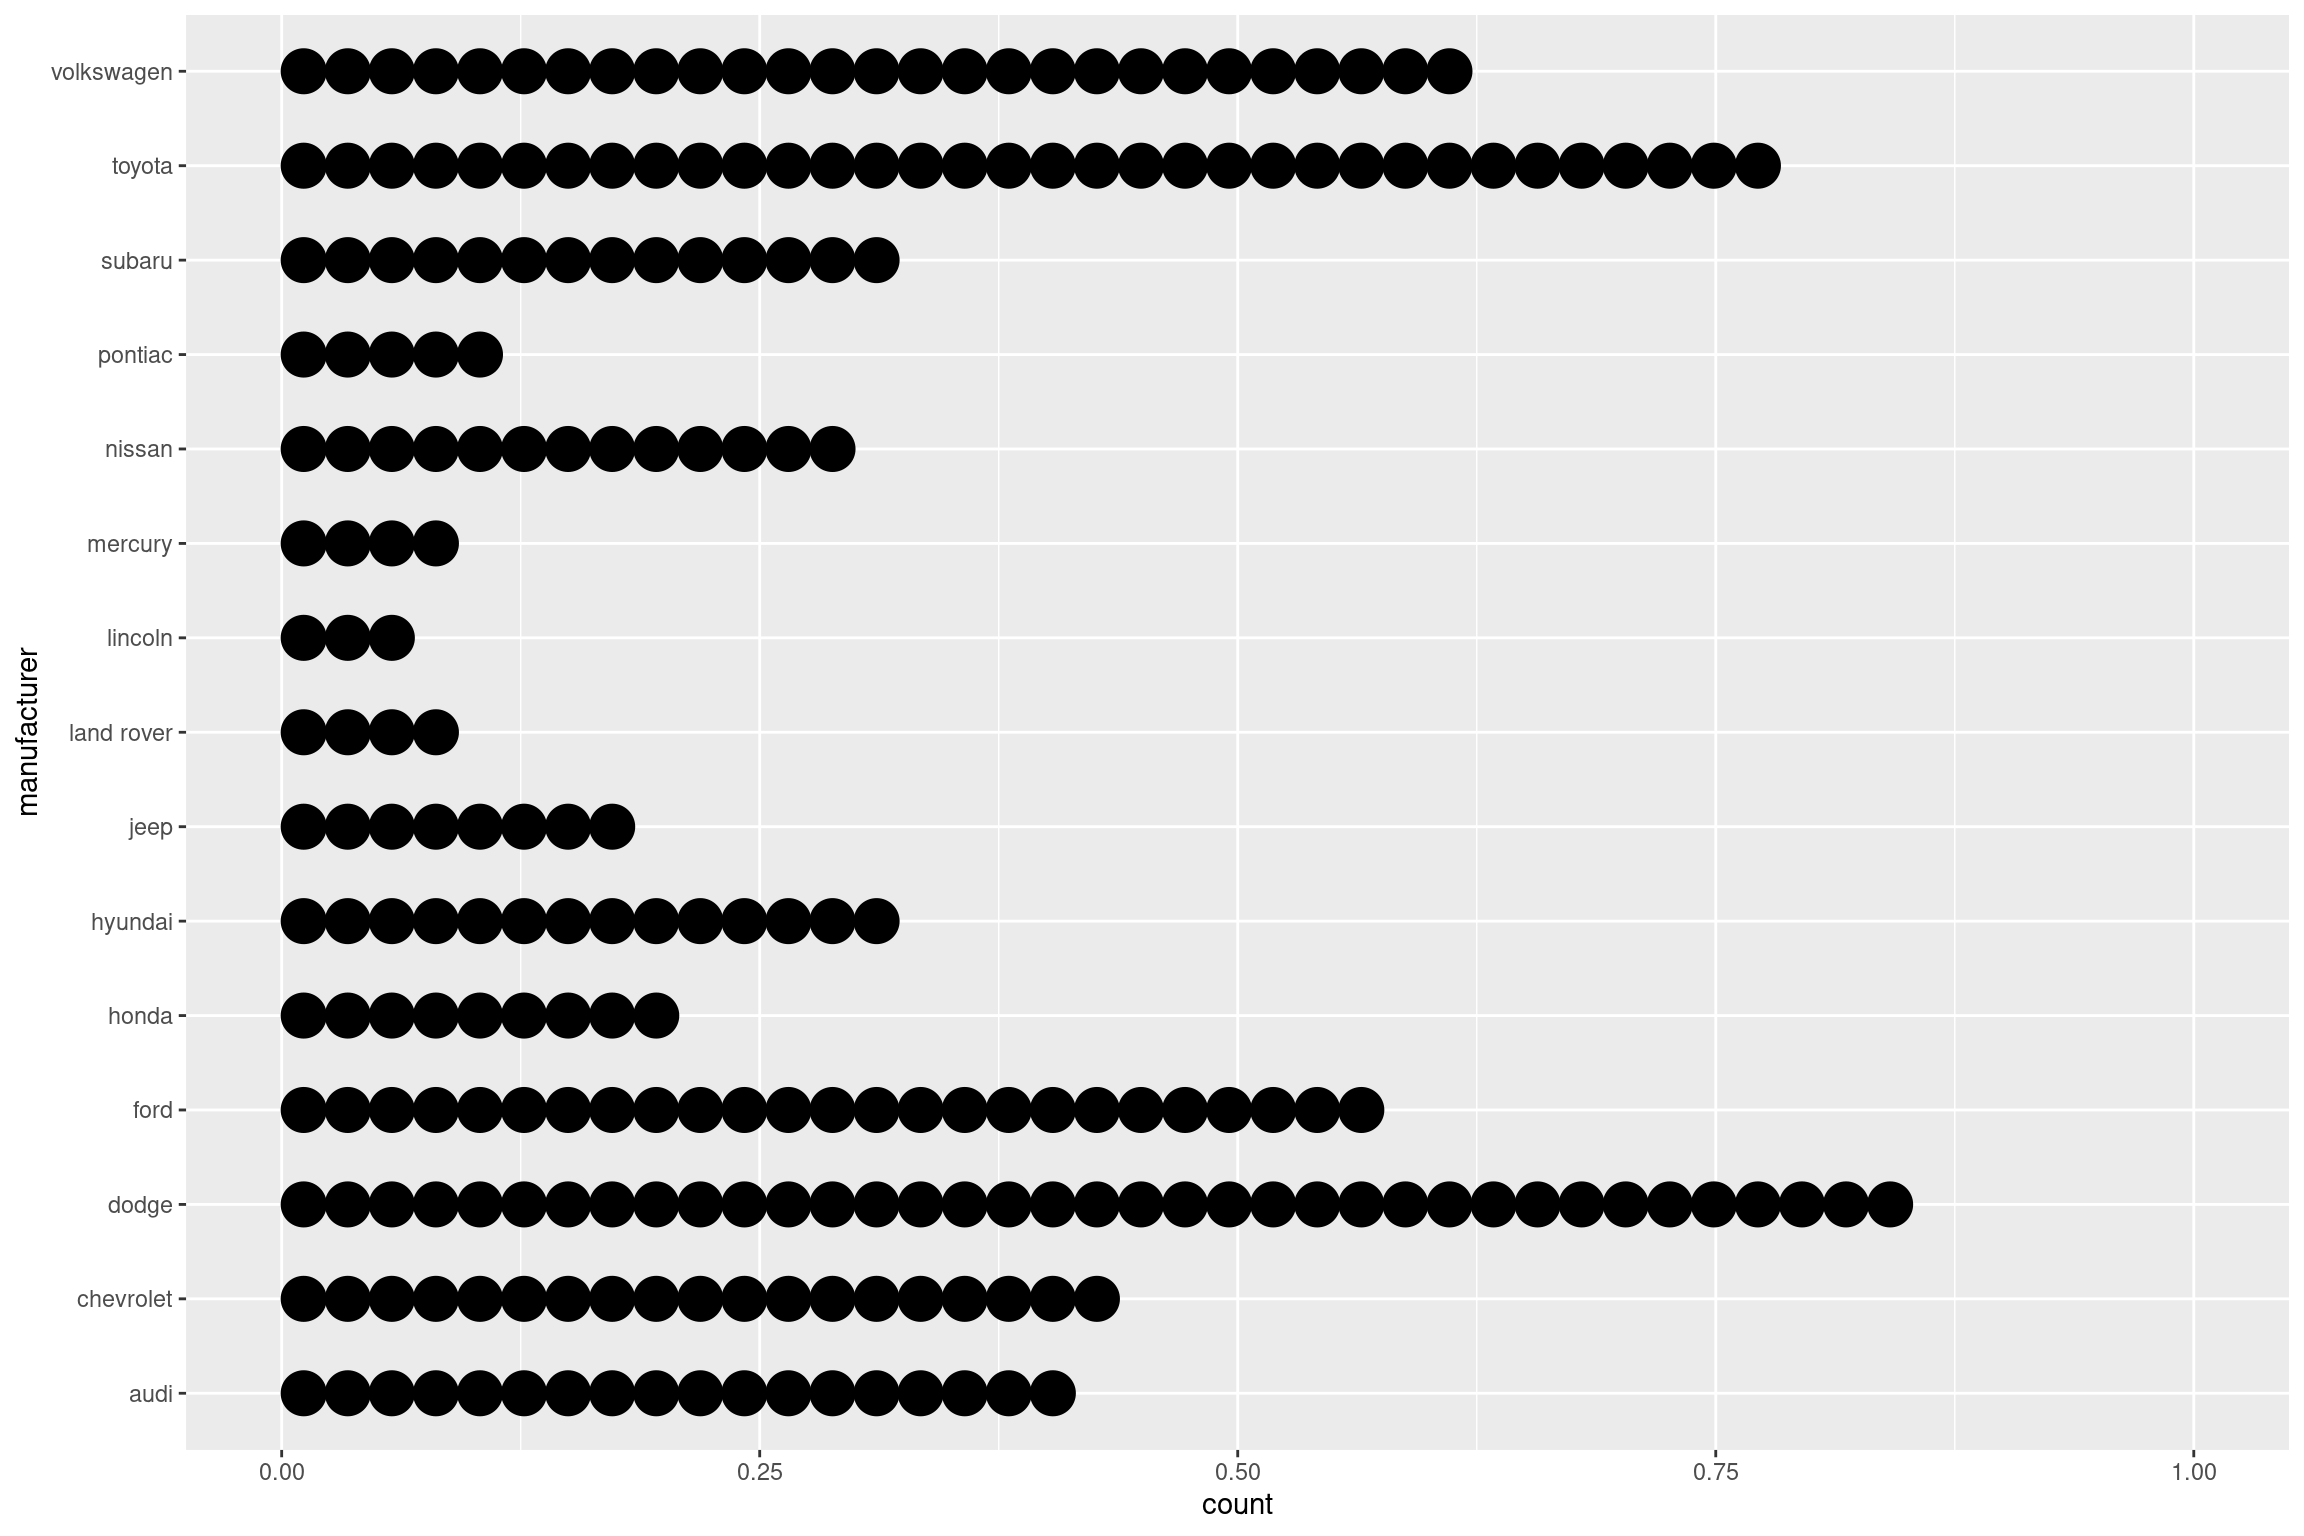 volkswagen
toyota
subaru
pontiac
nissan
mercury
lincoln
land rover
jeep
hyundai
honda
ford
dodge
chevrolet
audi
manufacturer
0.00 0.25 0.50 0.75 1.00
count